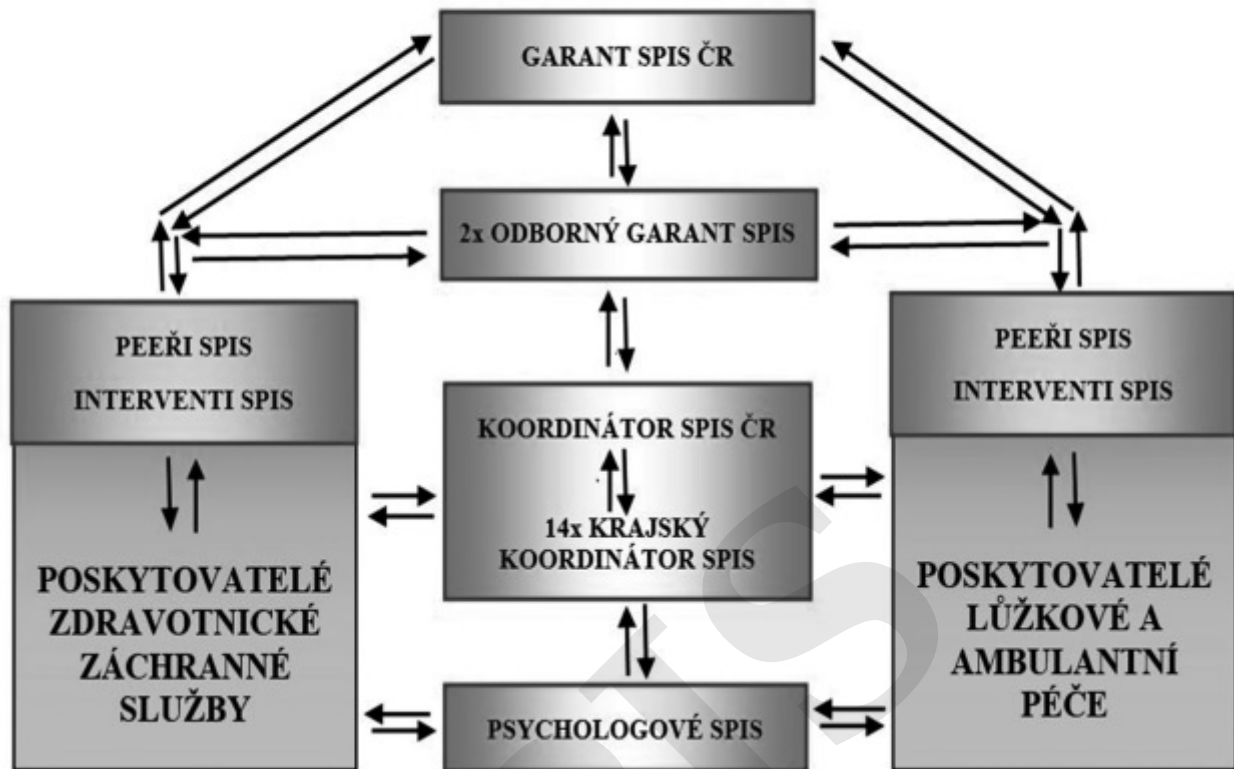 GARANT SPIS ČR
2x ODBORNÝ GARANT SPIS
PEEŘI SPIS
INTERVENTI SPIS
POSKYTOVATELÉ
ZDRAVOTNICKÉ
ZÁCHRANNÉ
SLUŽBY
KOORDINÁTOR SPIS ČR
14x KRAJSKÝ
KOORDINÁTOR SPIS
PSYCHOLOGOVÉ SPIS
PEEŘI SPIS
INTERVENTI SPIS
POSKYTOVATELÉ
LŮŽKOVÉ A
AMBULANTNÍ
PÉČE